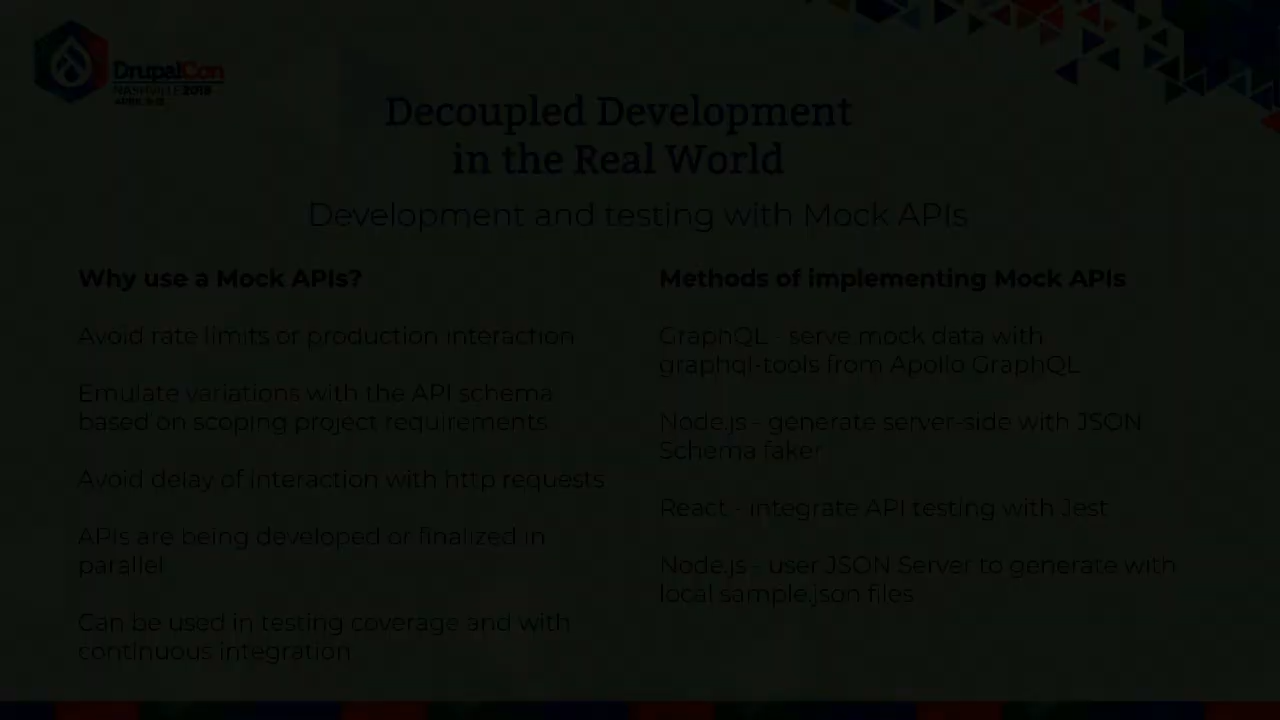 DrupalCon
NASHVILLE2018
APRIL 9-13
Decoupled Development
in the Real World
Development and testing with Mock APIs
Why use a Mock APIs?
Avoid rate limits or production interaction
Emulate variations with the API schema
based on scoping project requirements
Avoid delay of interaction with http requests
APIs are being developed or finalized in
parallel
Can be used in testing coverage and with
continuous integration
Methods of implementing Mock APIs
GraphQL - serve mock data with
graphql-tools from Apollo GraphQL
Node.js - generate server-side with JSON
Schema faker
React - integrate API testing with Jest
Node.js - user JSON Server to generate with
local sample.json files